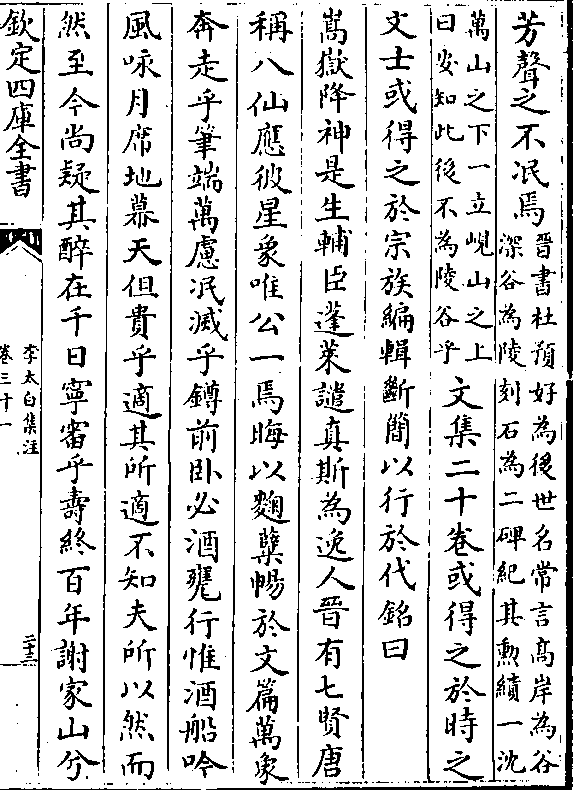 芳聲之不泯焉晉書杜預好為後世名常言髙岸為谷
深谷為陵刻石為二碑紀其勲績一沈
萬山之下一立峴山之上
曰安知此後不為陵谷乎文集二十卷或得之於時之
文士或得之於宗族編輯斷簡以行於代銘曰
嵩嶽降神是生輔臣蓬萊譴真斯為逸人晉有七賢唐
稱八仙應彼星象唯公一焉晦以麴糵暢於文篇萬象
奔走乎筆端萬慮泯滅乎罇前卧必酒甕行惟酒船吟
風咏月席地幕天但貴乎適其所適不知夫所以然而
然至今尚疑其醉在千日寧審乎壽終百年謝家山兮
欽定四庫全書
李太白集注
卷三十一
二十三